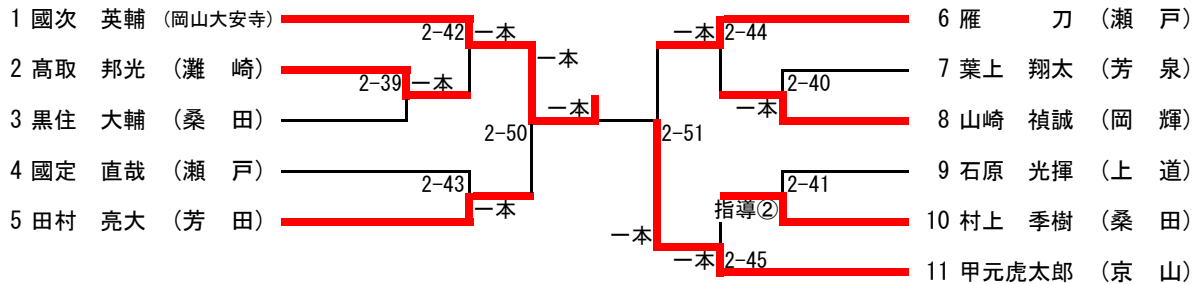 1 國次 英輔 (岡山大安寺)
2-42
一本
2 髙取 邦光 (灘 崎)
2-39
一本
一本
3 黒住 大輔 (桑 田)
2-50
一本
4 國定 直哉 (瀬 戸)
2-43
一本
5 田村 亮大 (芳 田)
6 雁 刀 (瀬 戸)
一本
2-44
7 葉上 翔太 (芳 泉)
2-40
一本
8 山崎 禎誠 (岡 輝)
2-51
9 石原 光揮 (上 道)
2-41
指導②
10 村上 季樹 (桑 田)
一本
一本
2-45
11 甲元虎太郎 (京 山)